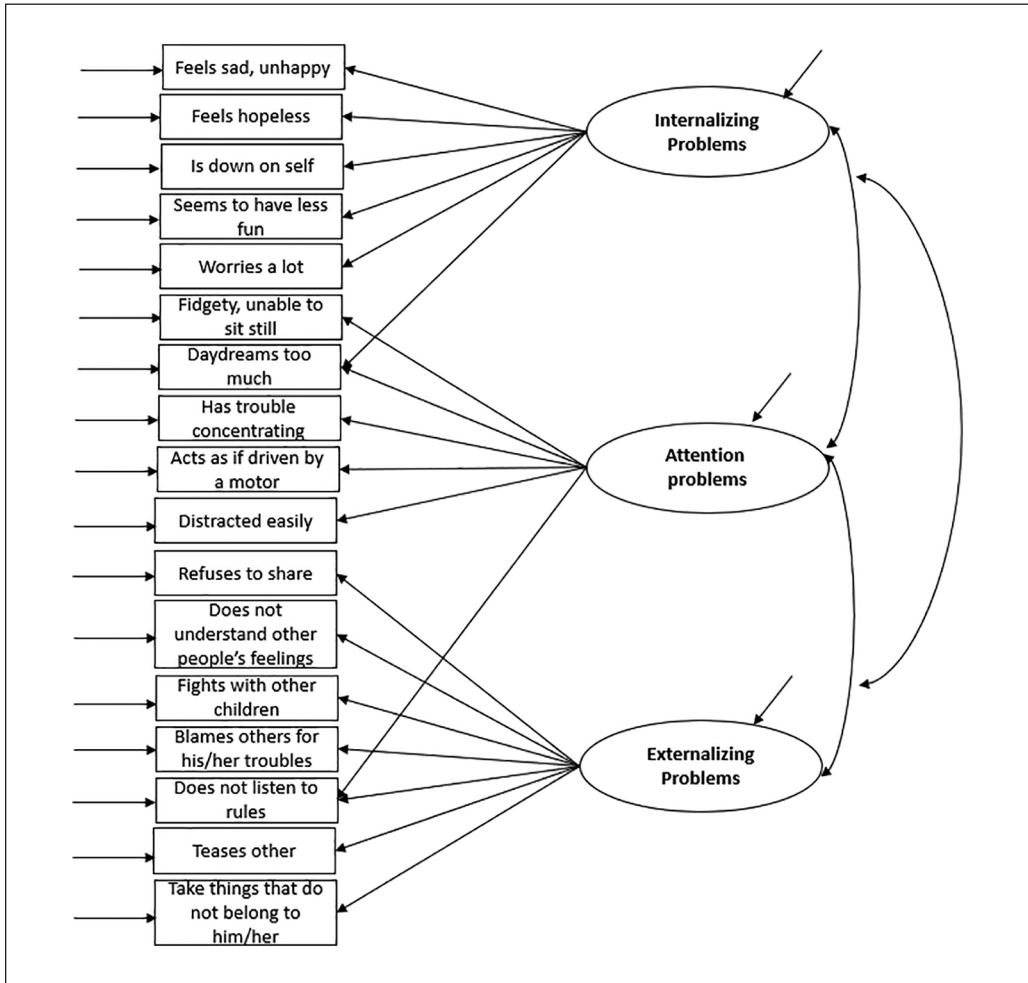 Feels sad, unhappy
Feels hopeless
Is down on self
Seems to have less
fun
Worries a lot
Fidgety, unable to
sit still
Daydreams too
much
Has trouble
concentrating
Acts as if driven by
a motor
Distracted easily
Refuses to share
Does not
understand other
people's feelings
Fights with other
children
Blames others for
his/her troubles
Does not listen to
rules
Teases other
Take things that do
not belong to
him/her
Internalizing
Problems
Attention
problems
Externalizing
Problems